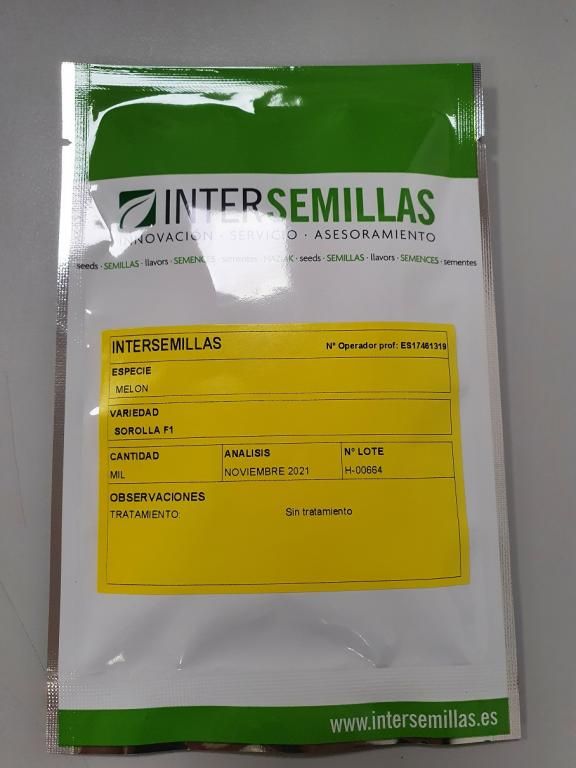 INTERSEMILLAS
INNOVACIÓN · SERVICIO · ASESORAMIENTO
seeds · SEMILLAS · llavors · SEMENCES · sementes · HAZIAK · seeds · SEMILLAS · llavors · SEMENCES · sementes
INTERSEMILLAS Nº Operador prof: ES17461319
ESPECIE
MELON
VARIEDAD
SOROLLA F1
CANTIDAD ANALISIS Nº LOTE
MIL NOVIEMBRE 2021 H-00664
OBSERVACIONES
TRATAMIENTO: Sin tratamiento
www.intersemillas.es